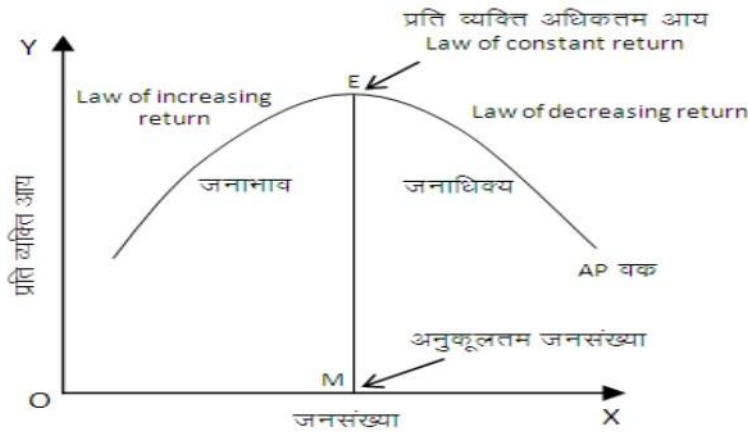 प्रति व्यक्ति अधिकतम आय
Law of constant return
Y
E
Law of increasing
return
Law of decreasing return
जनाभाव
जनाधिक्य
प्रति व्यक्ति आय
AP वक
अनुकूलतम जनसंख्या
M
O
जनसंख्या
X